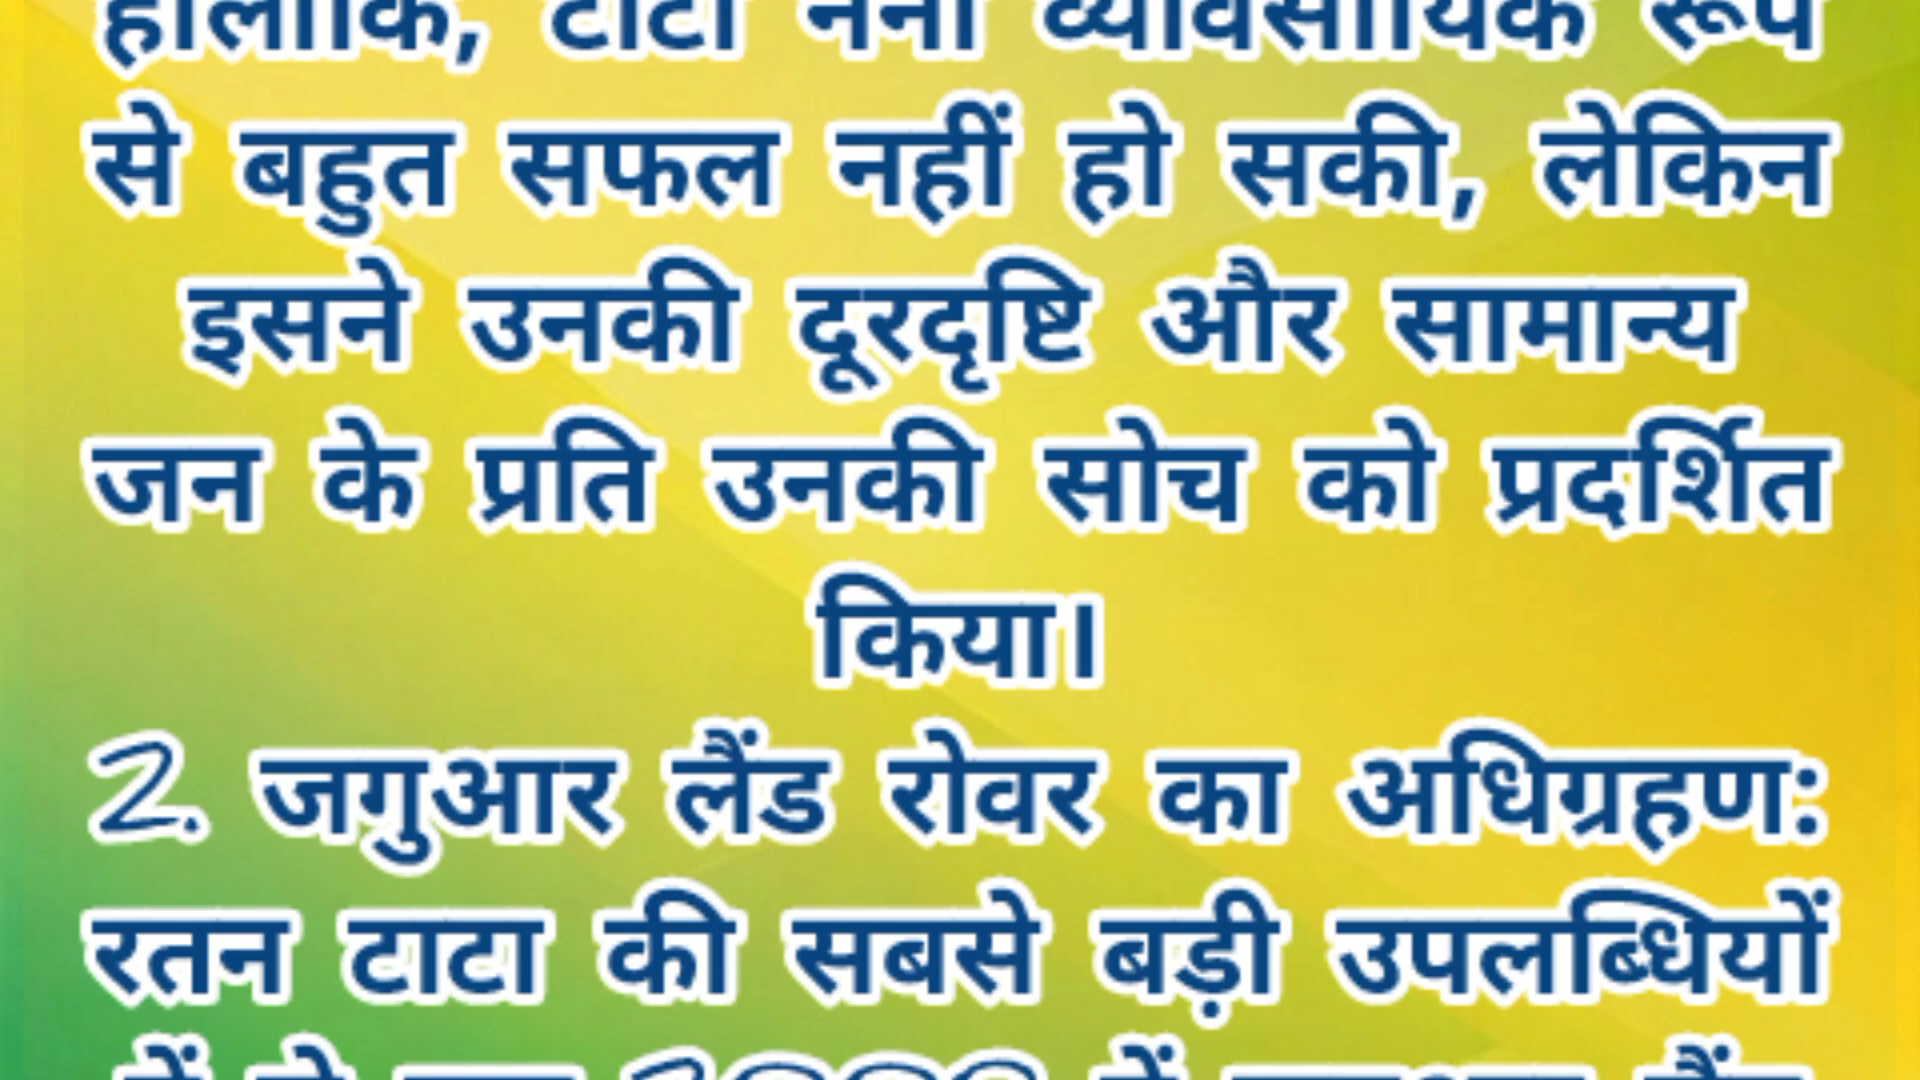 हालांकि, टाटा नैनो व्यावसायिक रूप
से बहुत सफल नहीं हो सकी, लेकिन
इसने उनकी दूरदृष्टि और सामान्य
जन के प्रति उनकी सोच को प्रदर्शित
किया।
2. जगुआर लैंड रोवर का अधिग्रहण:
रतन टाटा की सबसे बड़ी उपलब्धियों